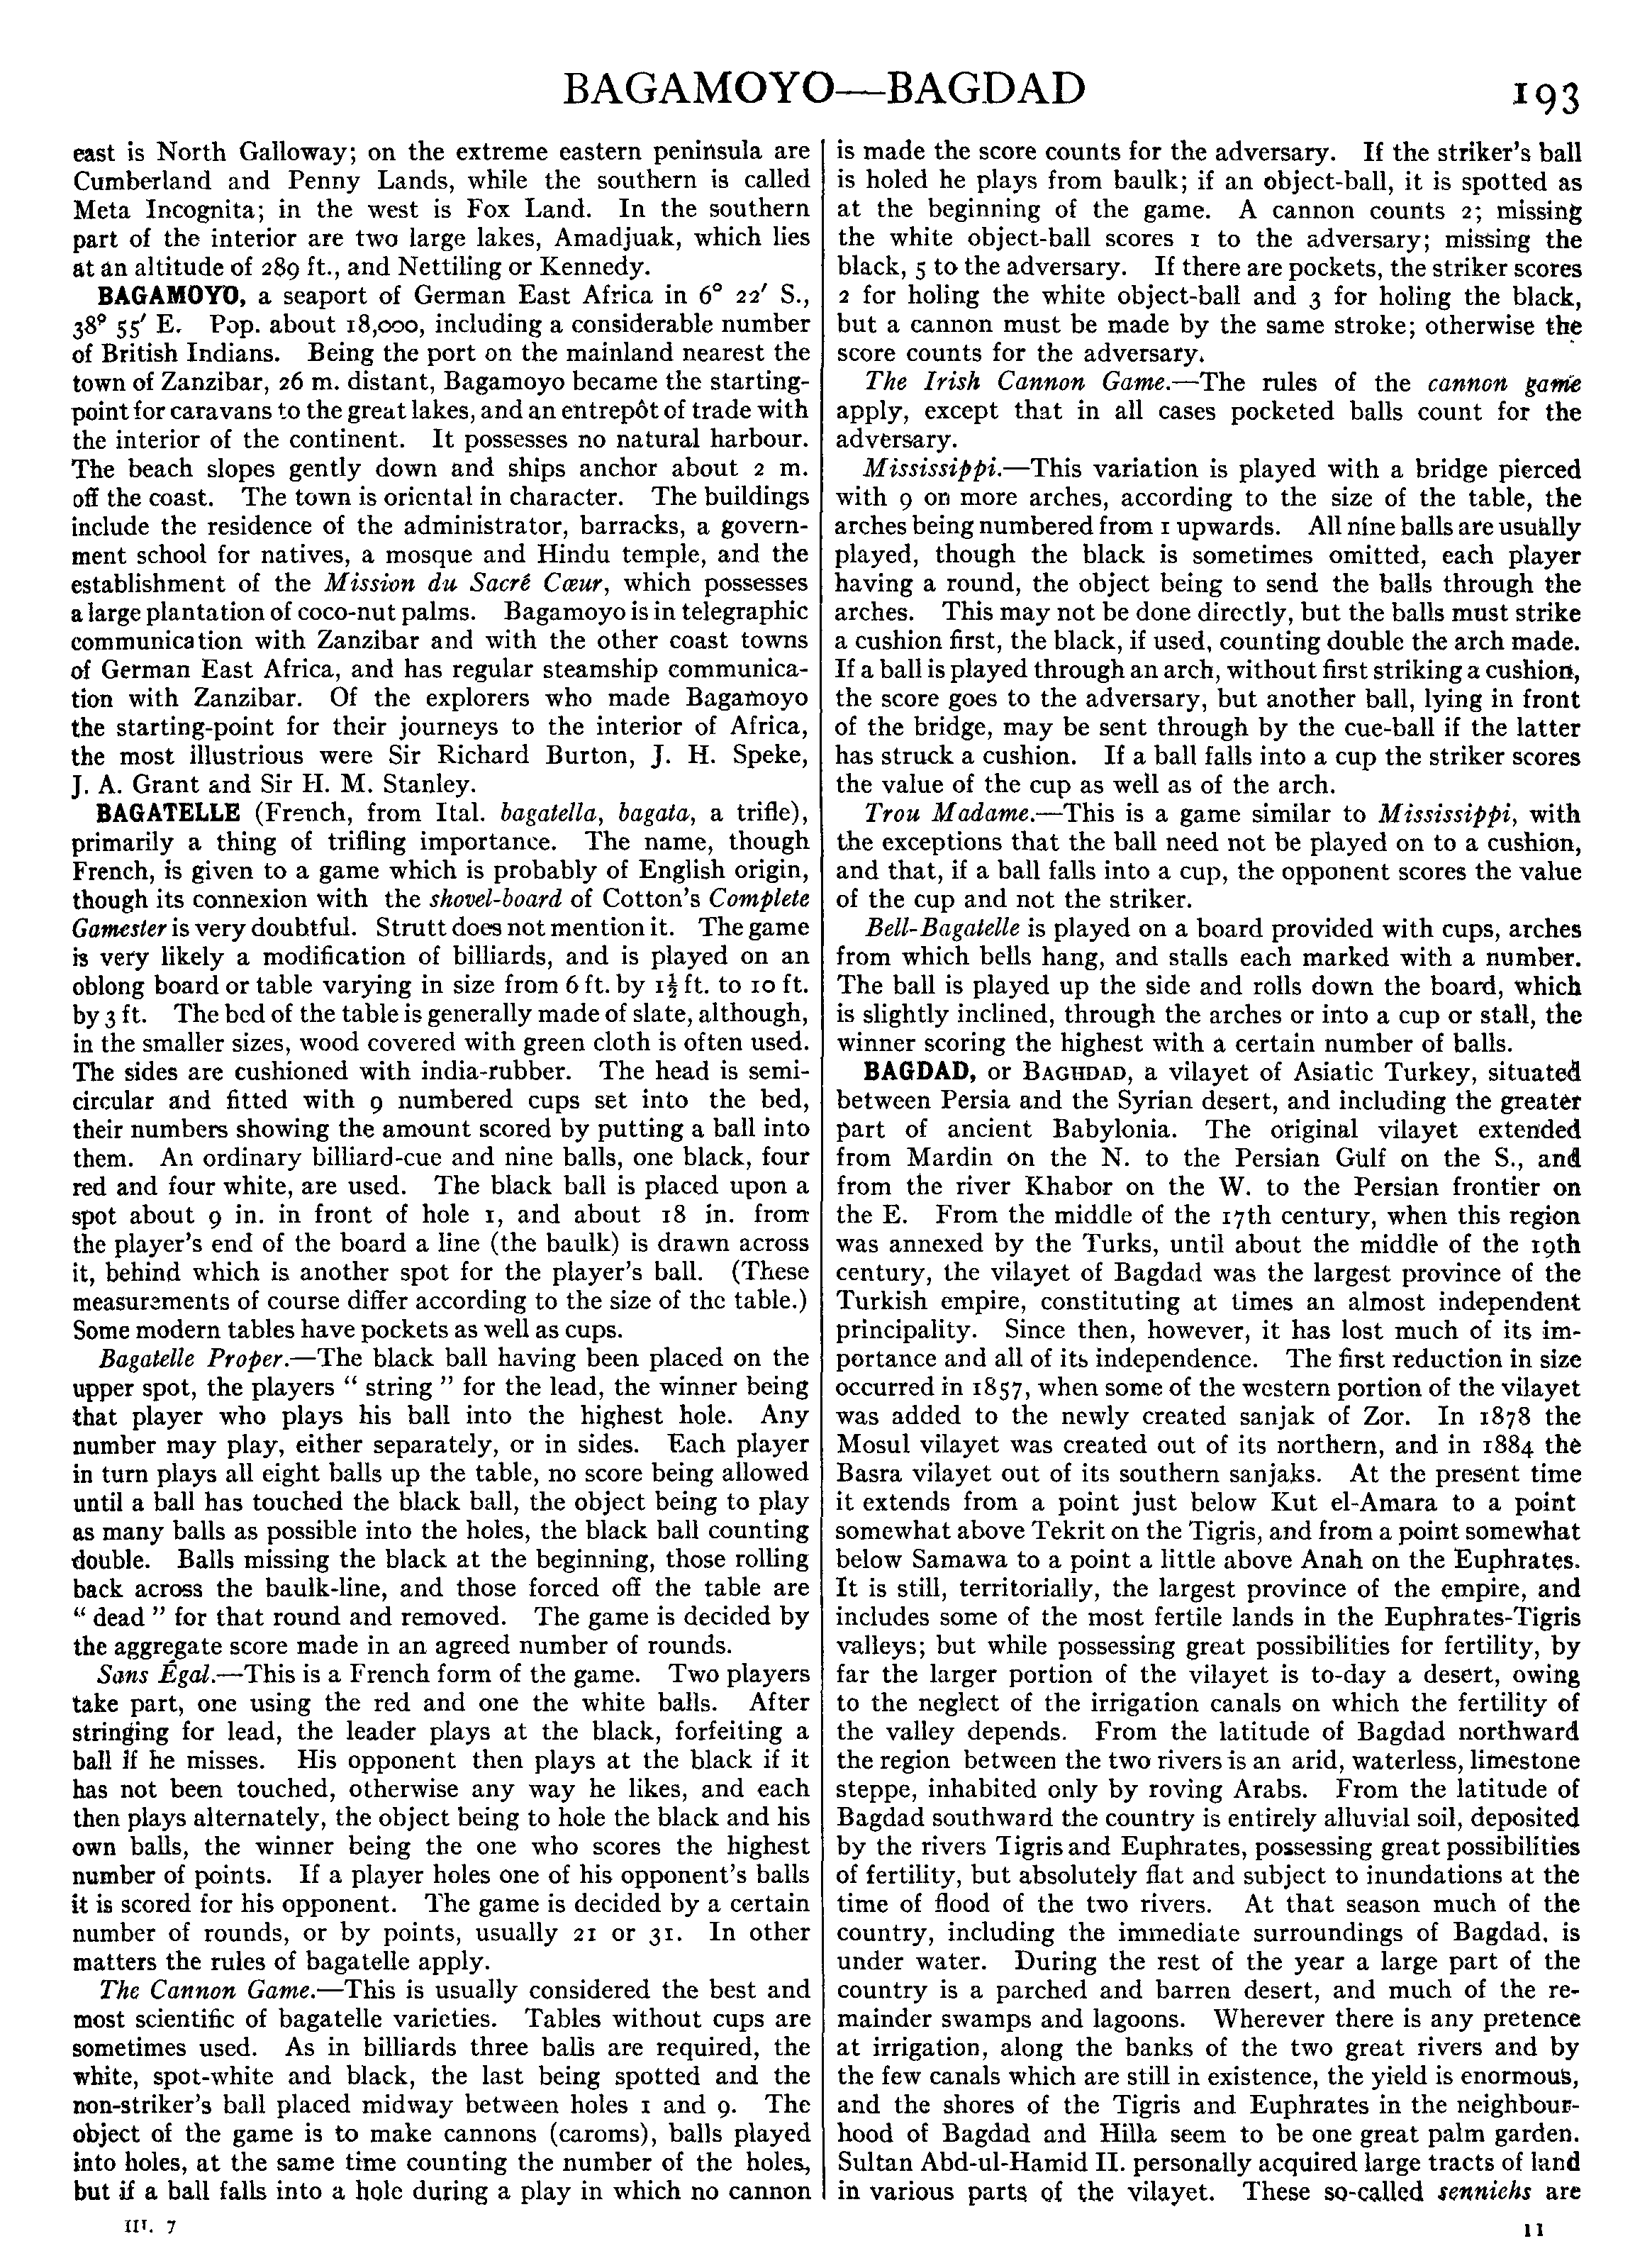 BAGAMOYO—BAGDAD
193
east is North Galloway; on the extreme eastern peninsula are
Cumberland and Penny Lands, while the southern is called
Meta Incognita; in the west is Fox Land. In the southern
part of the interior are two large lakes, Amadjuak, which lies
at an altitude of 289 ft., and Nettiling or Kennedy.
BAGAMOYO, a seaport of German East Africa in 6° 22′ S.,
38° 55′ E. Pop. about 18,000, including a considerable number
of British Indians. Being the port on the mainland nearest the
town of Zanzibar, 26 m. distant, Bagamoyo became the starting-
point for caravans to the great lakes, and an entrepôt of trade with
the interior of the continent. It possesses no natural harbour.
The beach slopes gently down and ships anchor about 2 m.
off the coast. The town is oriental in character. The buildings
include the residence of the administrator, barracks, a govern-
ment school for natives, a mosque and Hindu temple, and the
establishment of the Mission du Sacré Cœur, which possesses
a large plantation of coco-nut palms. Bagamoyo is in telegraphic
communication with Zanzibar and with the other coast towns
of German East Africa, and has regular steamship communica-
tion with Zanzibar. Of the explorers who made Bagamoyo
the starting-point for their journeys to the interior of Africa,
the most illustrious were Sir Richard Burton, J. H. Speke,
J. A. Grant and Sir H. M. Stanley.
BAGATELLE (French, from Ital. bagatella, bagata, a trifle),
primarily a thing of trifling importance. The name, though
French, is given to a game which is probably of English origin,
though its connexion with the shovel-board of Cotton's Complete
Gamester is very doubtful. Strutt does not mention it. The game
is very likely a modification of billiards, and is played on an
oblong board or table varying in size from 6 ft. by 1½ ft. to 10 ft.
by 3 ft. The bed of the table is generally made of slate, although,
in the smaller sizes, wood covered with green cloth is often used.
The sides are cushioned with india-rubber. The head is semi-
circular and fitted with 9 numbered cups set into the bed,
their numbers showing the amount scored by putting a ball into
them. An ordinary billiard-cue and nine balls, one black, four
red and four white, are used. The black ball is placed upon a
spot about 9 in. in front of hole 1, and about 18 in. from
the player's end of the board a line (the baulk) is drawn across
it, behind which is another spot for the player's ball. (These
measurements of course differ according to the size of the table.)
Some modern tables have pockets as well as cups.
Bagatelle Proper.—The black ball having been placed on the
upper spot, the players “ string ” for the lead, the winner being
that player who plays his ball into the highest hole. Any
number may play, either separately, or in sides. Each player
in turn plays all eight balls up the table, no score being allowed
until a ball has touched the black ball, the object being to play
as many balls as possible into the holes, the black ball counting
double. Balls missing the black at the beginning, those rolling
back across the baulk-line, and those forced off the table are
“ dead ” for that round and removed. The game is decided by
the aggregate score made in an agreed number of rounds.
Sans Égal.—This is a French form of the game. Two players
take part, one using the red and one the white balls. After
stringing for lead, the leader plays at the black, forfeiting a
ball if he misses. His opponent then plays at the black if it
has not been touched, otherwise any way he likes, and each
then plays alternately, the object being to hole the black and his
own balls, the winner being the one who scores the highest
number of points. If a player holes one of his opponent's balls
it is scored for his opponent. The game is decided by a certain
number of rounds, or by points, usually 21 or 31. In other
matters the rules of bagatelle apply.
The Cannon Game.—This is usually considered the best and
most scientific of bagatelle varieties. Tables without cups are
sometimes used. As in billiards three balls are required, the
white, spot-white and black, the last being spotted and the
non-striker's ball placed midway between holes 1 and 9. The
object of the game is to make cannons (caroms), balls played
into holes, at the same time counting the number of the holes,
but if a ball falls into a hole during a play in which no cannon
is made the score counts for the adversary. If the striker's ball
is holed he plays from baulk; if an object-ball, it is spotted as
at the beginning of the game. A cannon counts 2; missing
the white object-ball scores 1 to the adversary; missing the
black, 5 to the adversary. If there are pockets, the striker scores
2 for holing the white object-ball and 3 for holing the black,
but a cannon must be made by the same stroke; otherwise the
score counts for the adversary.
The Irish Cannon Game.—The rules of the cannon game
apply, except that in all cases pocketed balls count for the
adversary.
Mississippi.—This variation is played with a bridge pierced
with 9 on more arches, according to the size of the table, the
arches being numbered from 1 upwards. All nine balls are usually
played, though the black is sometimes omitted, each player
having a round, the object being to send the balls through the
arches. This may not be done directly, but the balls must strike
a cushion first, the black, if used, counting double the arch made.
If a ball is played through an arch, without first striking a cushion,
the score goes to the adversary, but another ball, lying in front
of the bridge, may be sent through by the cue-ball if the latter
has struck a cushion. If a ball falls into a cup the striker scores
the value of the cup as well as of the arch.
Trou Madame.—This is a game similar to Mississippi, with
the exceptions that the ball need not be played on to a cushion,
and that, if a ball falls into a cup, the opponent scores the value
of the cup and not the striker.
Bell-Bagatelle is played on a board provided with cups, arches
from which bells hang, and stalls each marked with a number.
The ball is played up the side and rolls down the board, which
is slightly inclined, through the arches or into a cup or stall, the
winner scoring the highest with a certain number of balls.
BAGDAD, or BAGHDAD, a vilayet of Asiatic Turkey, situated
between Persia and the Syrian desert, and including the greater
part of ancient Babylonia. The original vilayet extended
from Mardin on the N. to the Persian Gulf on the S., and
from the river Khabor on the W. to the Persian frontier on
the E. From the middle of the 17th century, when this region
was annexed by the Turks, until about the middle of the 19th
century, the vilayet of Bagdad was the largest province of the
Turkish empire, constituting at times an almost independent
principality. Since then, however, it has lost much of its im-
portance and all of its independence. The first reduction in size
occurred in 1857, when some of the western portion of the vilayet
was added to the newly created sanjak of Zor. In 1878 the
Mosul vilayet was created out of its northern, and in 1884 the
Basra vilayet out of its southern sanjaks. At the present time
it extends from a point just below Kut el-Amara to a point
somewhat above Tekrit on the Tigris, and from a point somewhat
below Samawa to a point a little above Anah on the Euphrates.
It is still, territorially, the largest province of the empire, and
includes some of the most fertile lands in the Euphrates-Tigris
valleys; but while possessing great possibilities for fertility, by
far the larger portion of the vilayet is to-day a desert, owing
to the neglect of the irrigation canals on which the fertility of
the valley depends. From the latitude of Bagdad northward
the region between the two rivers is an arid, waterless, limestone
steppe, inhabited only by roving Arabs. From the latitude of
Bagdad southward the country is entirely alluvial soil, deposited
by the rivers Tigris and Euphrates, possessing great possibilities
of fertility, but absolutely flat and subject to inundations at the
time of flood of the two rivers. At that season much of the
country, including the immediate surroundings of Bagdad, is
under water. During the rest of the year a large part of the
country is a parched and barren desert, and much of the re-
mainder swamps and lagoons. Wherever there is any pretence
at irrigation, along the banks of the two great rivers and by
the few canals which are still in existence, the yield is enormous,
and the shores of the Tigris and Euphrates in the neighbour-
hood of Bagdad and Hilla seem to be one great palm garden.
Sultan Abd-ul-Hamid II. personally acquired large tracts of land
in various parts of the vilayet. These so-called senniehs are
III. 7
11